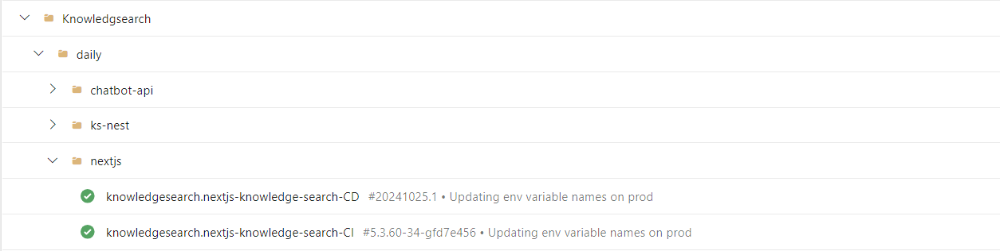 Knowledgsearch
daily
chatbot-api
ks-nest
nextjs
knowledgesearch.nextjs-knowledge-search-CD #20241025.1 • Updating env variable names on prod
knowledgesearch.nextjs-knowledge-search-CI #5.3.60-34-gfd7e456 • Updating env variable names on prod